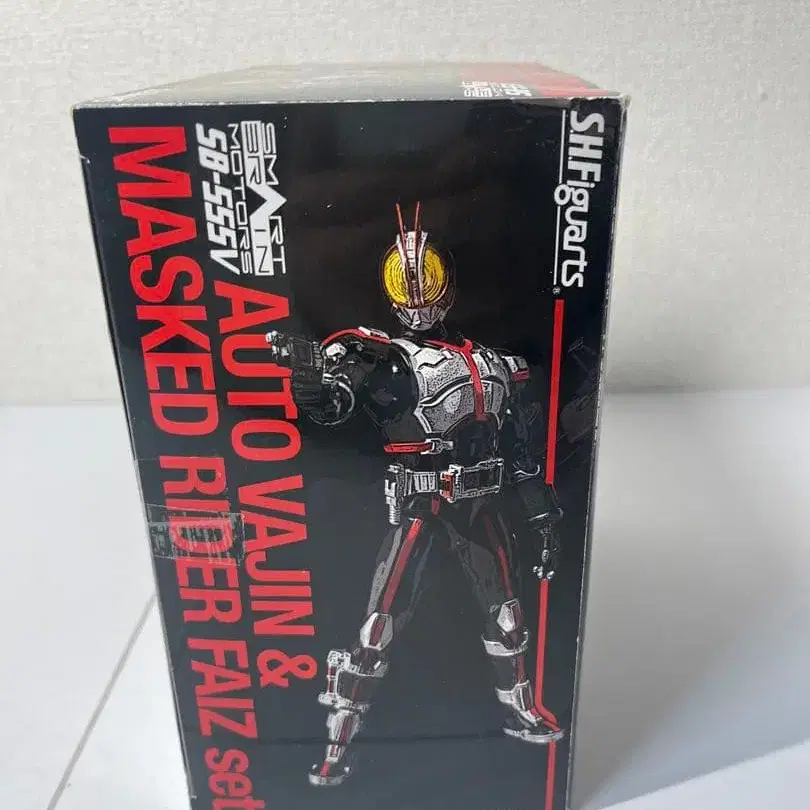 S.H.Figuarts®
SMART
BRAIN
MOTORS
SB-555V
AUTO VAJIN &
MASKED RIDER FAIZ set